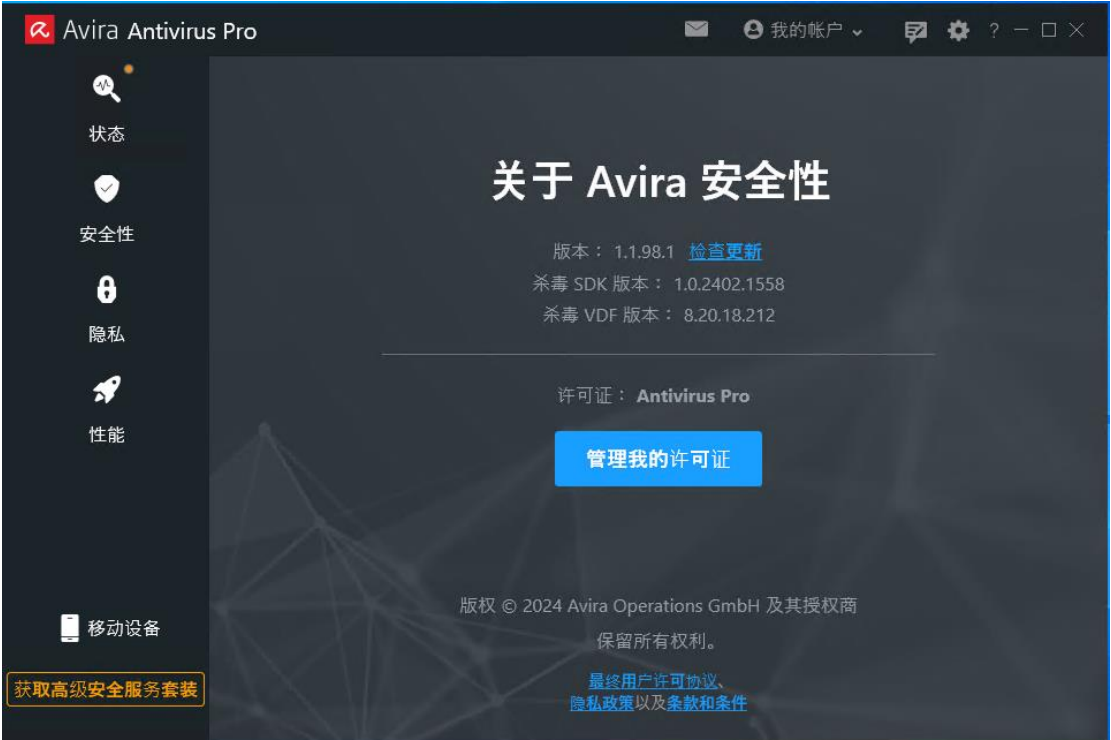 Avira Antivirus Pro
我的帐户
?
状态
安全性
隐私
性能
移动设备
获取高级安全服务套装
关于 Avira 安全性
版本： 1.1.98.1 检查更新
杀毒 SDK 版本： 1.0.2402.1558
杀毒 VDF 版本： 8.20.18.212
许可证： Antivirus Pro
管理我的许可证
版权 © 2024 Avira Operations GmbH 及其授权商
保留所有权利。
最终用户许可协议、
隐私政策以及条款和条件